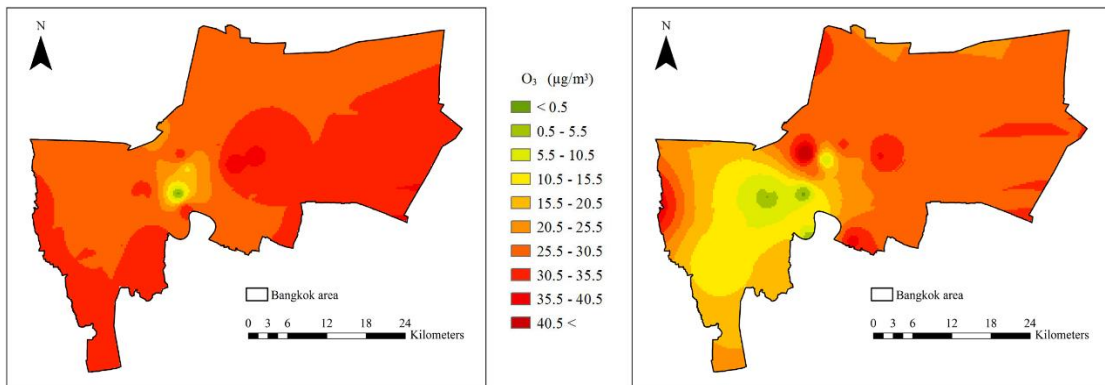 N
Bangkok area
0 3 6 12 18 24
Kilometers
O₃ (µg/m³)
< 0.5
0.5 - 5.5
5.5 - 10.5
10.5 - 15.5
15.5 - 20.5
20.5 - 25.5
25.5 - 30.5
30.5 - 35.5
35.5 - 40.5
40.5 <
N
Bangkok area
0 3 6 12 18 24
Kilometers